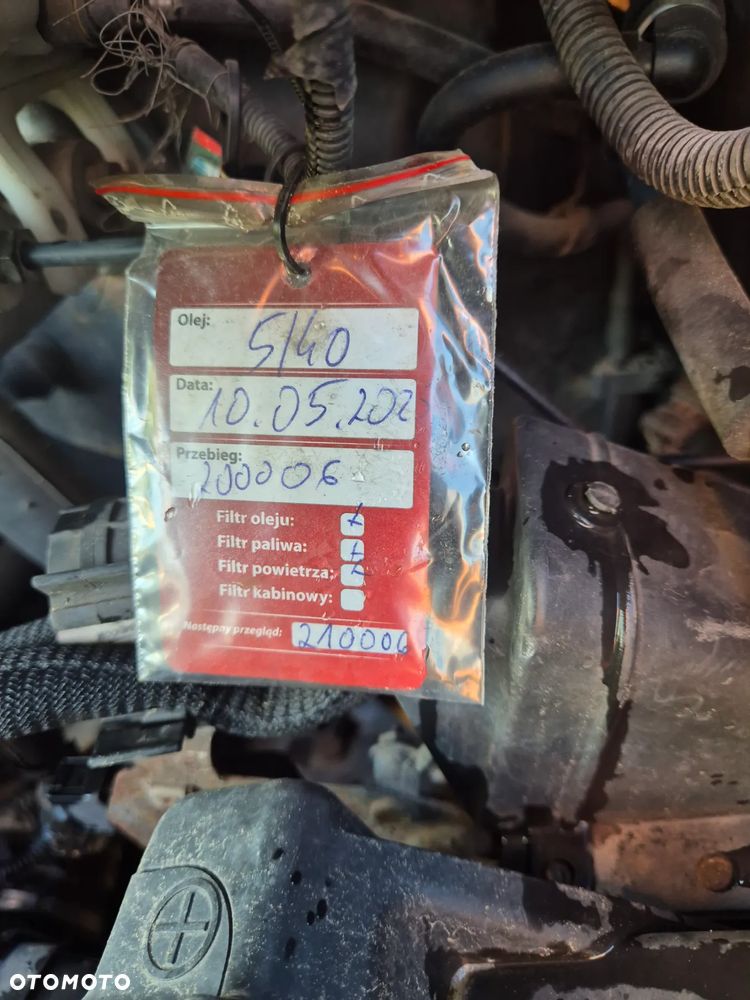 Olej: 5/40
Data: 10.05.202
Przebieg: 200006
Filtr oleju:
Filtr paliwa:
Filtr powietrza:
Filtr kabinowy:
Następny przegląd: 210006
OTOMOTO